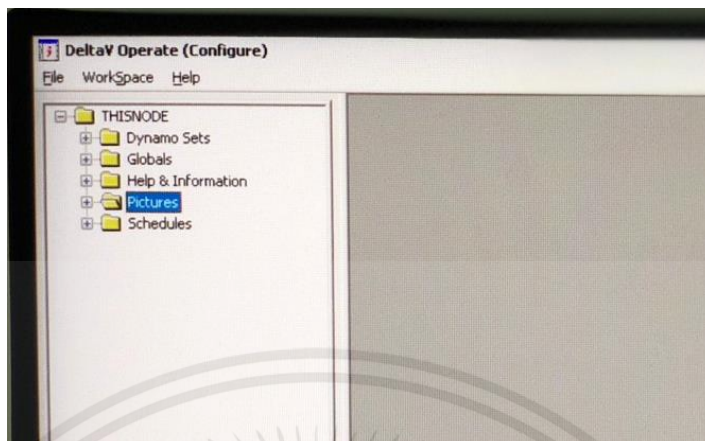 DeltaV Operate (Configure)
File WorkSpace Help
THISNODE
Dynamo Sets
Globals
Help & Information
Pictures
Schedules